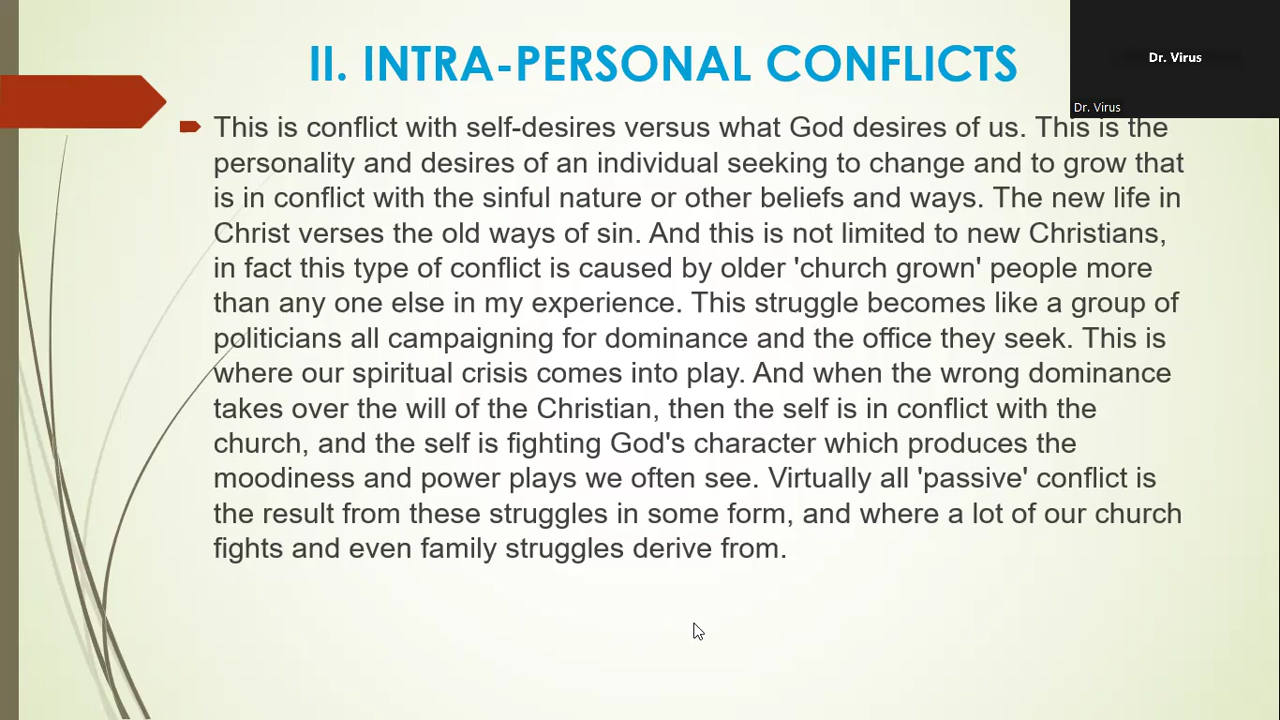 II. INTRA-PERSONAL CONFLICTS
Dr. Virus
Dr. Virus
This is conflict with self-desires versus what God desires of us. This is the
personality and desires of an individual seeking to change and to grow that
is in conflict with the sinful nature or other beliefs and ways. The new life in
Christ verses the old ways of sin. And this is not limited to new Christians,
in fact this type of conflict is caused by older 'church grown' people more
than any one else in my experience. This struggle becomes like a group of
politicians all campaigning for dominance and the office they seek. This is
where our spiritual crisis comes into play. And when the wrong dominance
takes over the will of the Christian, then the self is in conflict with the
church, and the self is fighting God's character which produces the
moodiness and power plays we often see. Virtually all 'passive' conflict is
the result from these struggles in some form, and where a lot of our church
fights and even family struggles derive from.